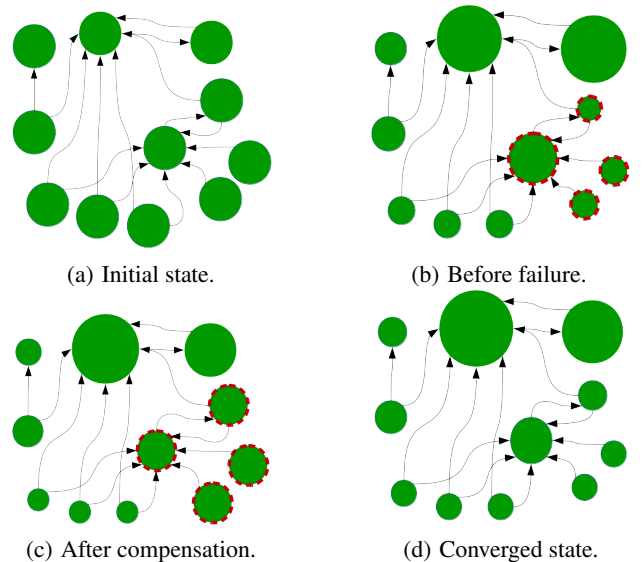 (a) Initial state.
(b) Before failure.
(c) After compensation.
(d) Converged state.